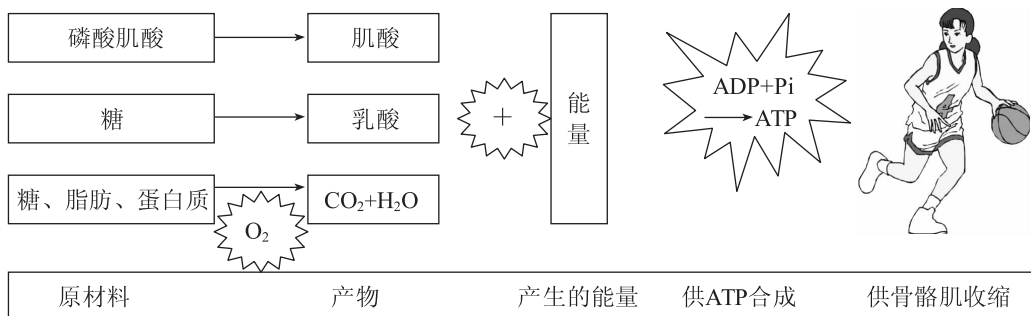 磷酸肌酸
肌酸
糖
乳酸
糖、脂肪、蛋白质
O₂
CO₂+H₂O
+
能量
ADP+Pi
→ATP
4
原材料
产物
产生的能量
供ATP合成
供骨骼肌收缩